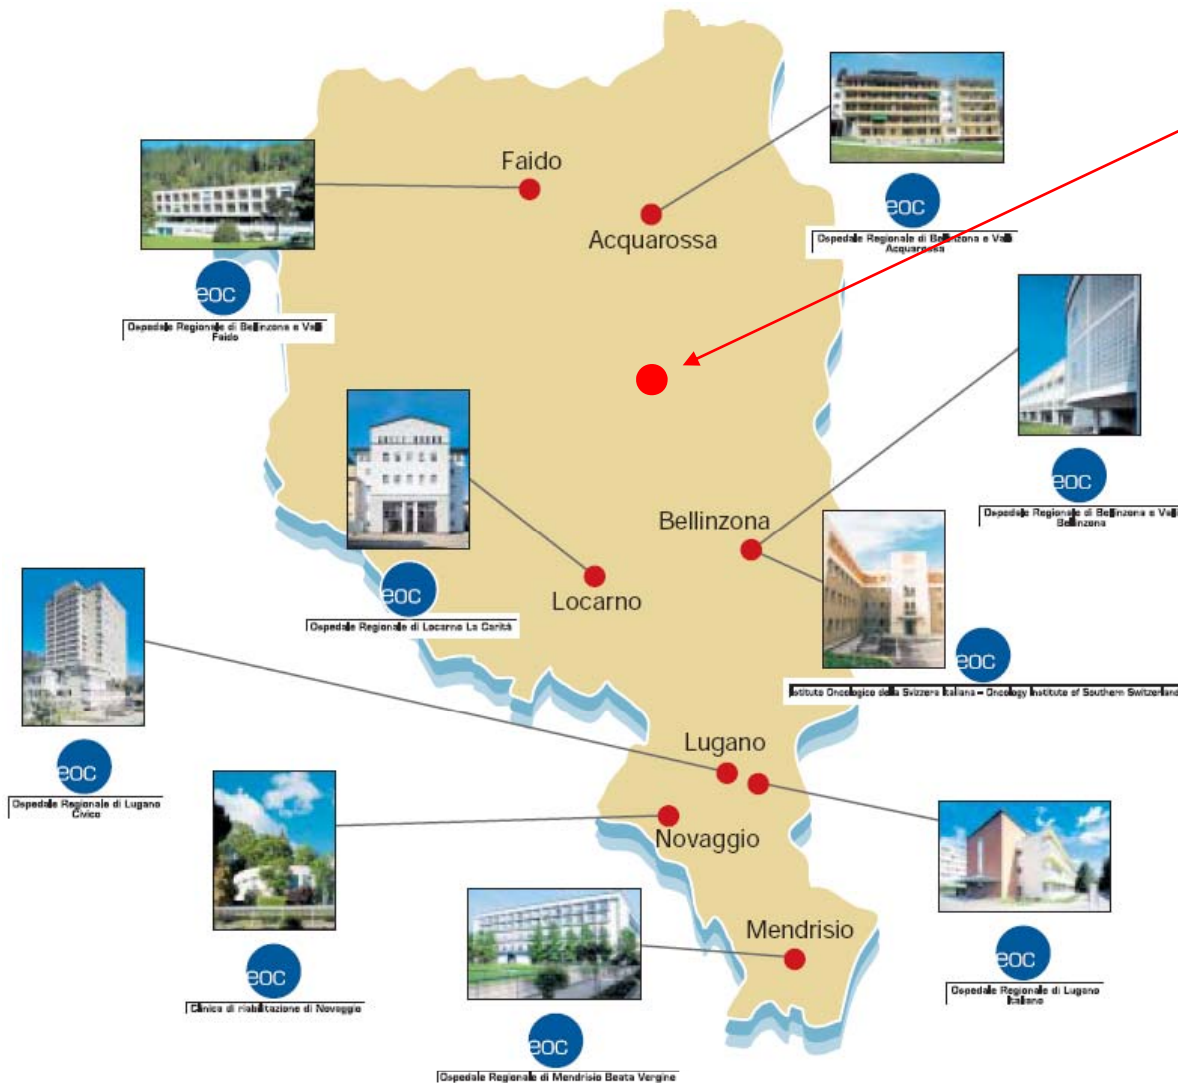 Faido
Acquarossa
eoc
Ospedale Regionale di Bellinzona e Valli
Acquarossa
eoc
Ospedale Regionale di Bellinzona e Valli
Faido
eoc
Ospedale Regionale di Bellinzona e Valli
Bellinzona
Bellinzona
Locarno
eoc
Ospedale Regionale di Locarno La Carità
eoc
Istituto Oncologico della Svizzera Italiana – Oncology Institute of Southern Switzerland
Lugano
eoc
Ospedale Regionale di Lugano
Civico
Novaggio
Mendrisio
eoc
Clinica di riabilitazione di Novaggio
eoc
Ospedale Regionale di Lugano
Italiano
eoc
Ospedale Regionale di Mendrisio Beata Vergine